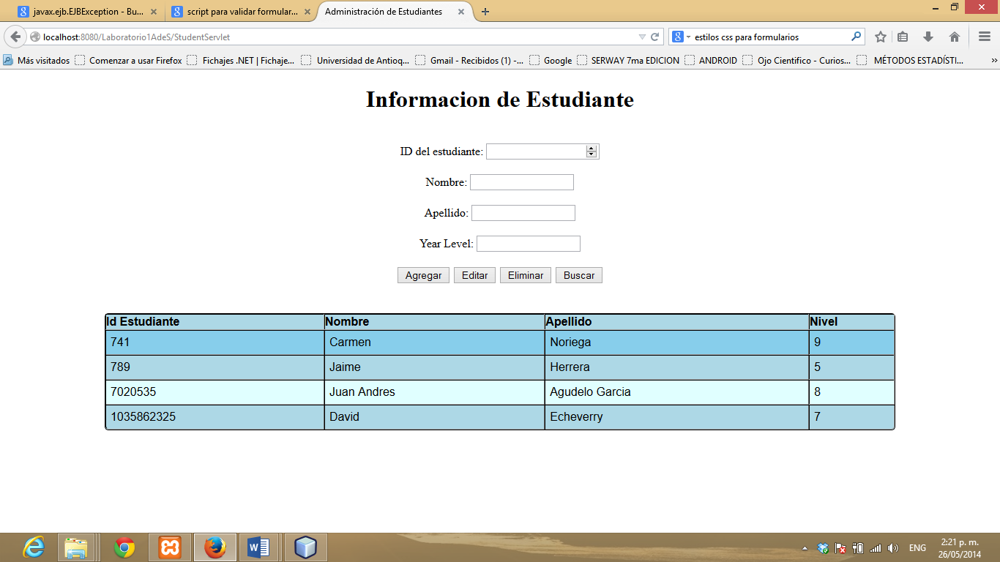 javax.ejb.EJBException - Bu...
script para validar formular...
Administración de Estudiantes
localhost:8080/Laboratorio1AdeS/StudentServlet
estilos css para formularios
Más visitados
Comenzar a usar Firefox
Fichajes .NET | Fichaje...
Universidad de Antioq...
Gmail - Recibidos (1) -...
Google
SERWAY 7ma EDICION
ANDROID
Ojo Cientifico - Curios...
MÉTODOS ESTADÍSTI...
Informacion de Estudiante
ID del estudiante:
Nombre:
Apellido:
Year Level:
Agregar Editar Eliminar Buscar
Id Estudiante Nombre Apellido Nivel
741 Carmen Noriega 9
789 Jaime Herrera 5
7020535 Juan Andres Agudelo Garcia 8
1035862325 David Echeverry 7
ENG
2:21 p. m.
26/05/2014